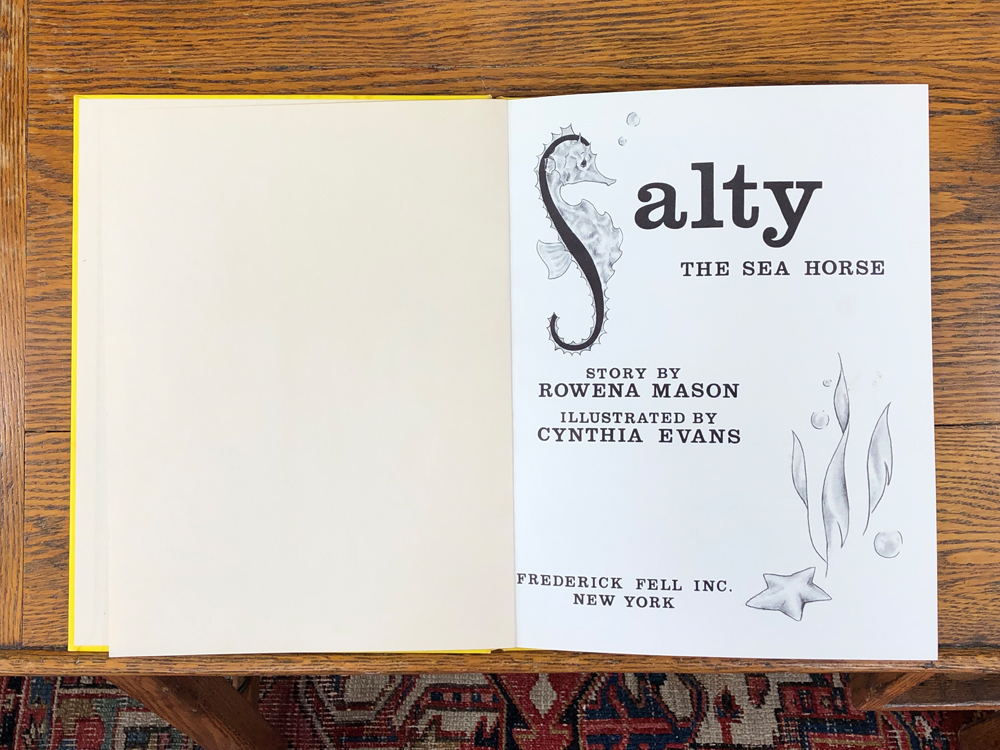 Salty
THE SEA HORSE
STORY BY
ROWENA MASON
ILLUSTRATED BY
CYNTHIA EVANS
FREDERICK FELL INC.
NEW YORK